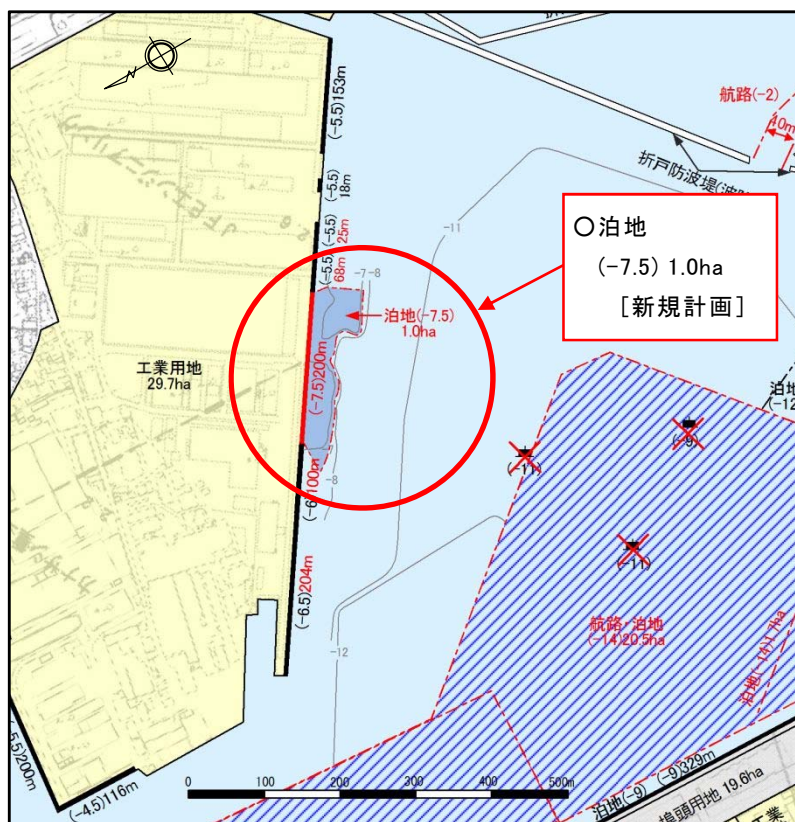 N
(-5.5)153m
(-5.5)
18m
(-5.5)
25m
(-5.5)
68m
-7
-8
-11
航路(-2)
40m
折戸防波堤(波
○泊地
(-7.5) 1.0ha
[新規計画]
泊地(-7.5)
1.0ha
工業用地
29.7ha
(-7.5)200m
-8
100m
(-6.5)204m
-12
泊地
(-12
(-9)
(-11)
(-11)
航路・泊地
(-14)20.5ha
泊地(-14)1.7ha
(-5.5)200m
(-4.5)116m
0 100 200 300 400 500m
泊地(-9)
(-9)329m
埠頭用地 19.6ha
工業